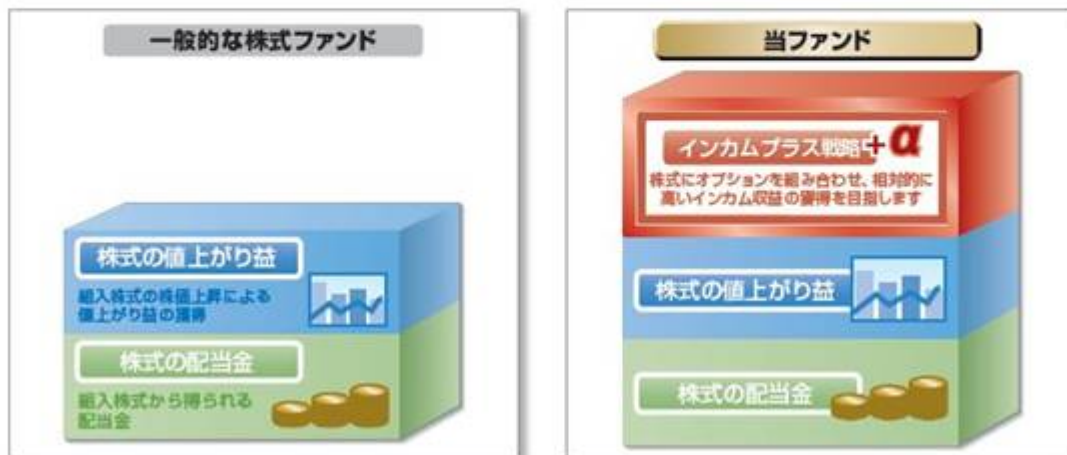 一般的な株式ファンド
株式の値上がり益
組入株式の株価上昇による
値上がり益の獲得
株式の配当金
組入株式から得られる
配当金
当ファンド
インカムプラス戦略+α
株式にオプションを組み合わせ、相対的に
高いインカム収益の獲得を目指します
株式の値上がり益
株式の配当金